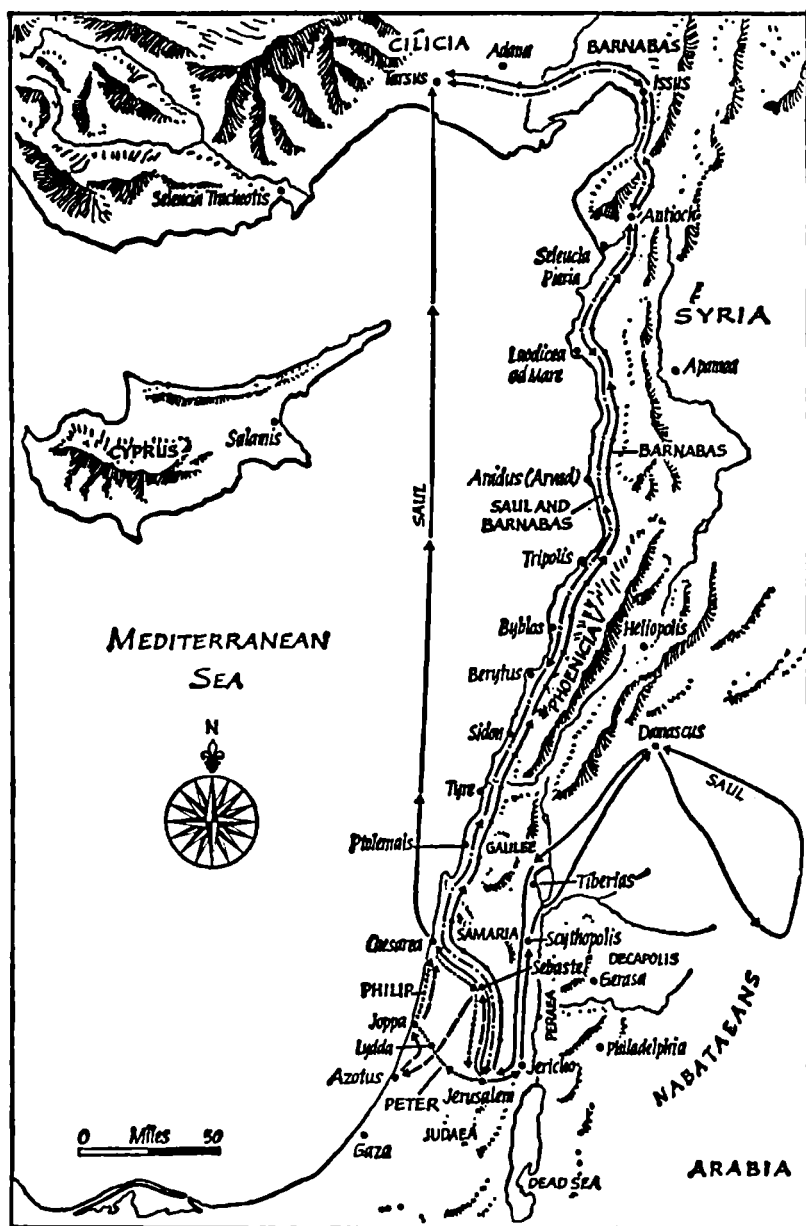 CILICIA
Adana
BARNABAS
Tarsus
Issus
Seleucia Tracheotis
Antioch
Seleucia
Pieria
SYRIA
Laodicea
ad Mare
Apamea
CYPRUS
Salamis
BARNABAS
Aradus (Arvad)
SAUL AND
BARNABAS
SAUL
Tripolis
Byblos
PHOENICIA
Heliopolis
MEDITERRANEAN
SEA
Berytus
N
Sidon
Damascus
SAUL
Tyre
Ptolemais
GALILEE
Tiberias
Caesarea
SAMARIA
Scythopolis
DECAPOLIS
Sebaste
Gerasa
PHILIP
PERAEA
Joppa
Lydda
Philadelphia
NABATAEANS
Azotus
Jericho
PETER
Jerusalem
JUDAEA
0 Miles 50
Gaza
DEAD SEA
ARABIA